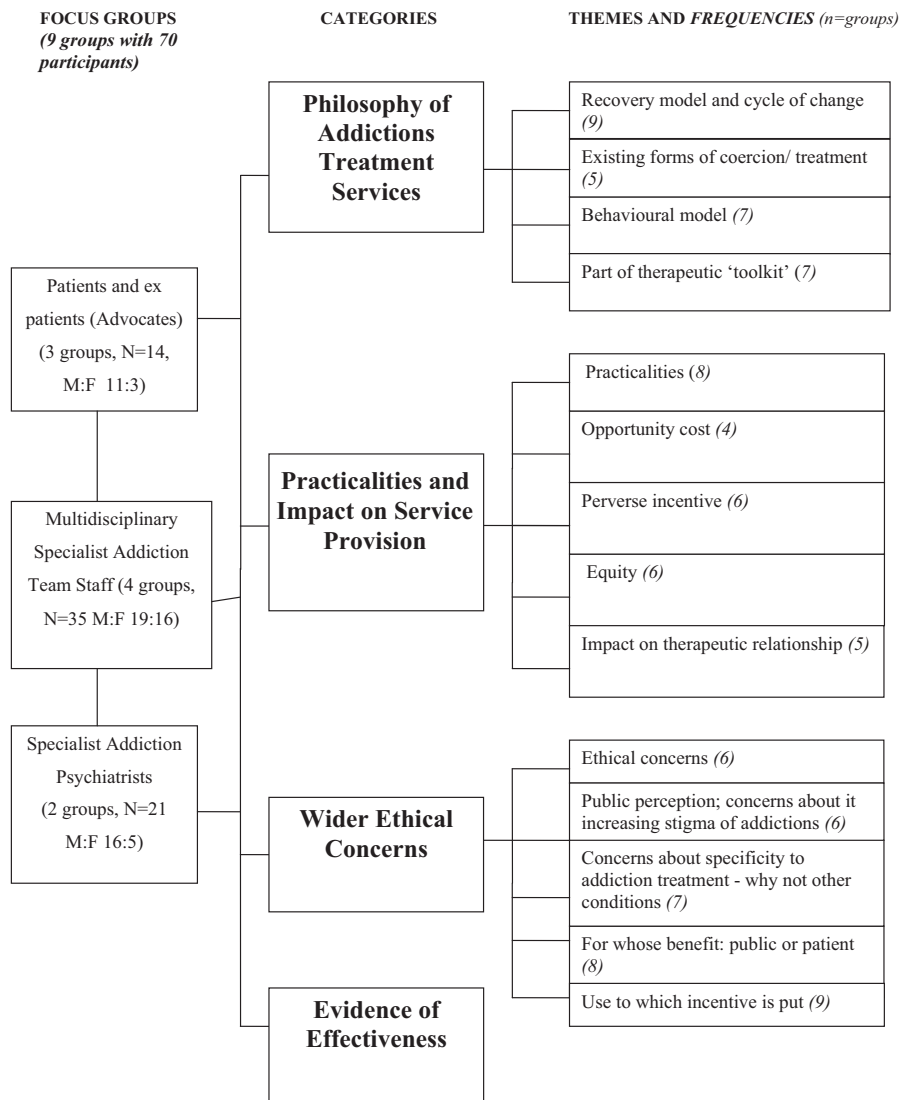 FOCUS GROUPS
(9 groups with 70
participants)
CATEGORIES
THEMES AND FREQUENCIES (n=groups)
Patients and ex
patients (Advocates)
(3 groups, N=14,
M:F 11:3)
Multidisciplinary
Specialist Addiction
Team Staff (4 groups,
N=35 M:F 19:16)
Specialist Addiction
Psychiatrists
(2 groups, N=21
M:F 16:5)
Philosophy of
Addictions
Treatment
Services
Recovery model and cycle of change
(9)
Existing forms of coercion/ treatment
(5)
Behavioural model (7)
Part of therapeutic ‘toolkit’ (7)
Practicalities and
Impact on Service
Provision
Practicalities (8)
Opportunity cost (4)
Perverse incentive (6)
Equity (6)
Impact on therapeutic relationship (5)
Wider Ethical
Concerns
Ethical concerns (6)
Public perception; concerns about it
increasing stigma of addictions (6)
Concerns about specificity to
addiction treatment - why not other
conditions (7)
For whose benefit: public or patient
(8)
Use to which incentive is put (9)
Evidence of
Effectiveness